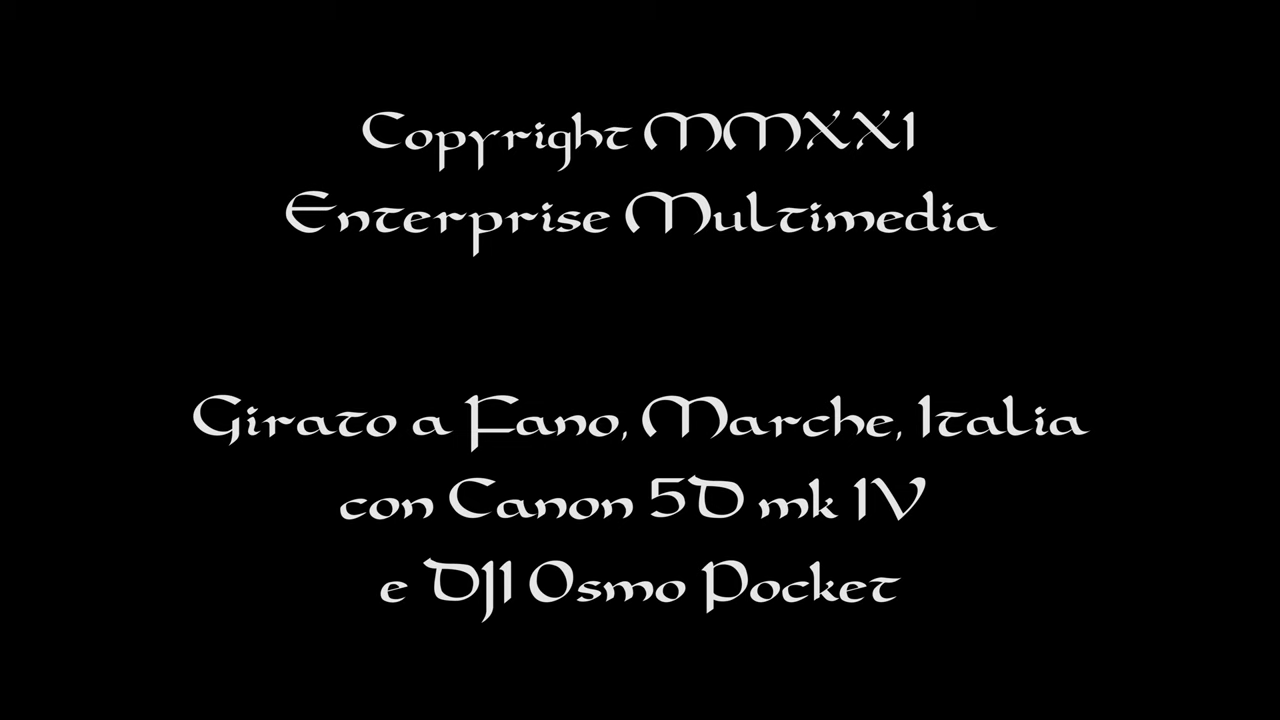 Copyright MMXXI
Enterprise Multimedia
Girato a Fano, Marche, Italia
con Canon 5D mk IV
e DJI Osmo Pocket